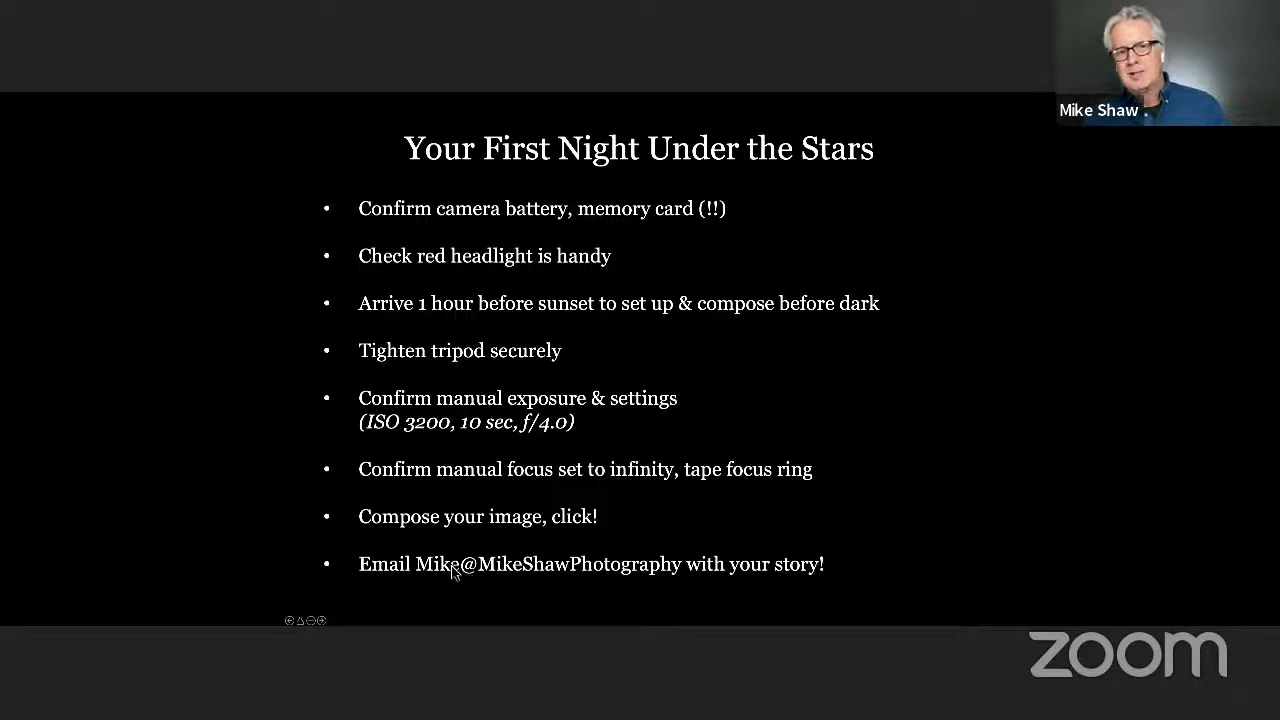 Mike Shaw
Your First Night Under the Stars
• Confirm camera battery, memory card (!!)
• Check red headlight is handy
• Arrive 1 hour before sunset to set up & compose before dark
• Tighten tripod securely
• Confirm manual exposure & settings
(ISO 3200, 10 sec, f/4.0)
• Confirm manual focus set to infinity, tape focus ring
• Compose your image, click!
• Email Mike@MikeShawPhotography with your story!
zoom